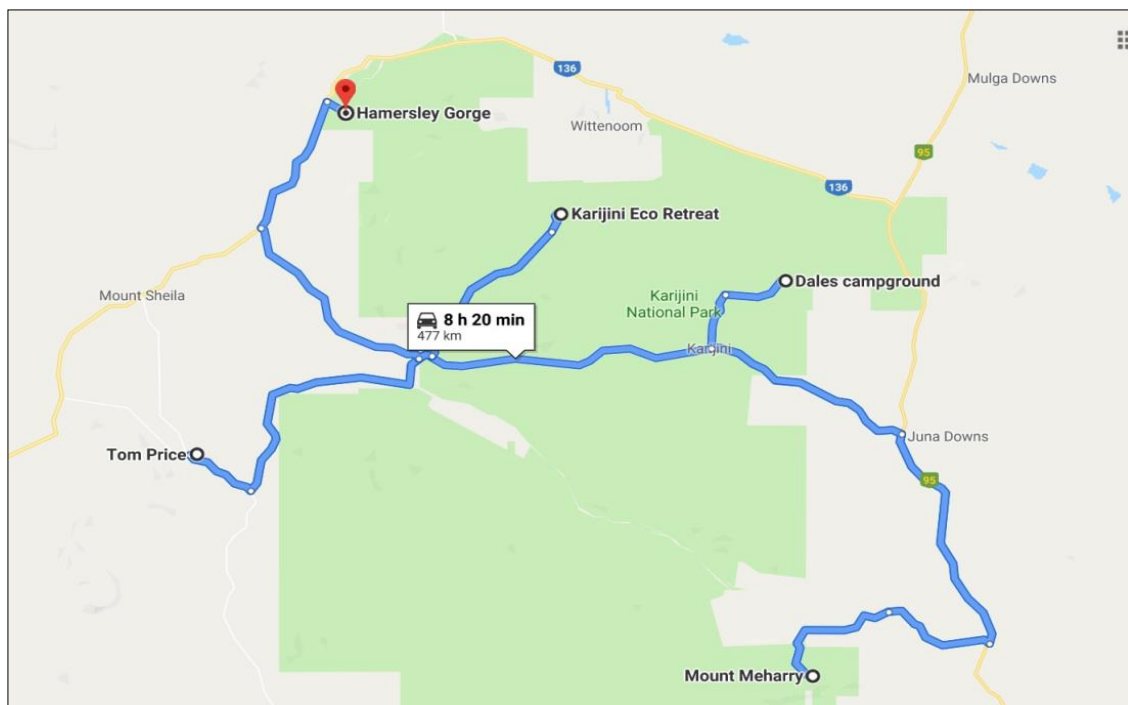 136
Mulga Downs
Hamersley Gorge
Wittenoom
95
136
Karijini Eco Retreat
Dales campground
Mount Sheila
Karijini
National Park
8 h 20 min
477 km
Karijini
Juna Downs
Tom Price
95
Mount Meharry